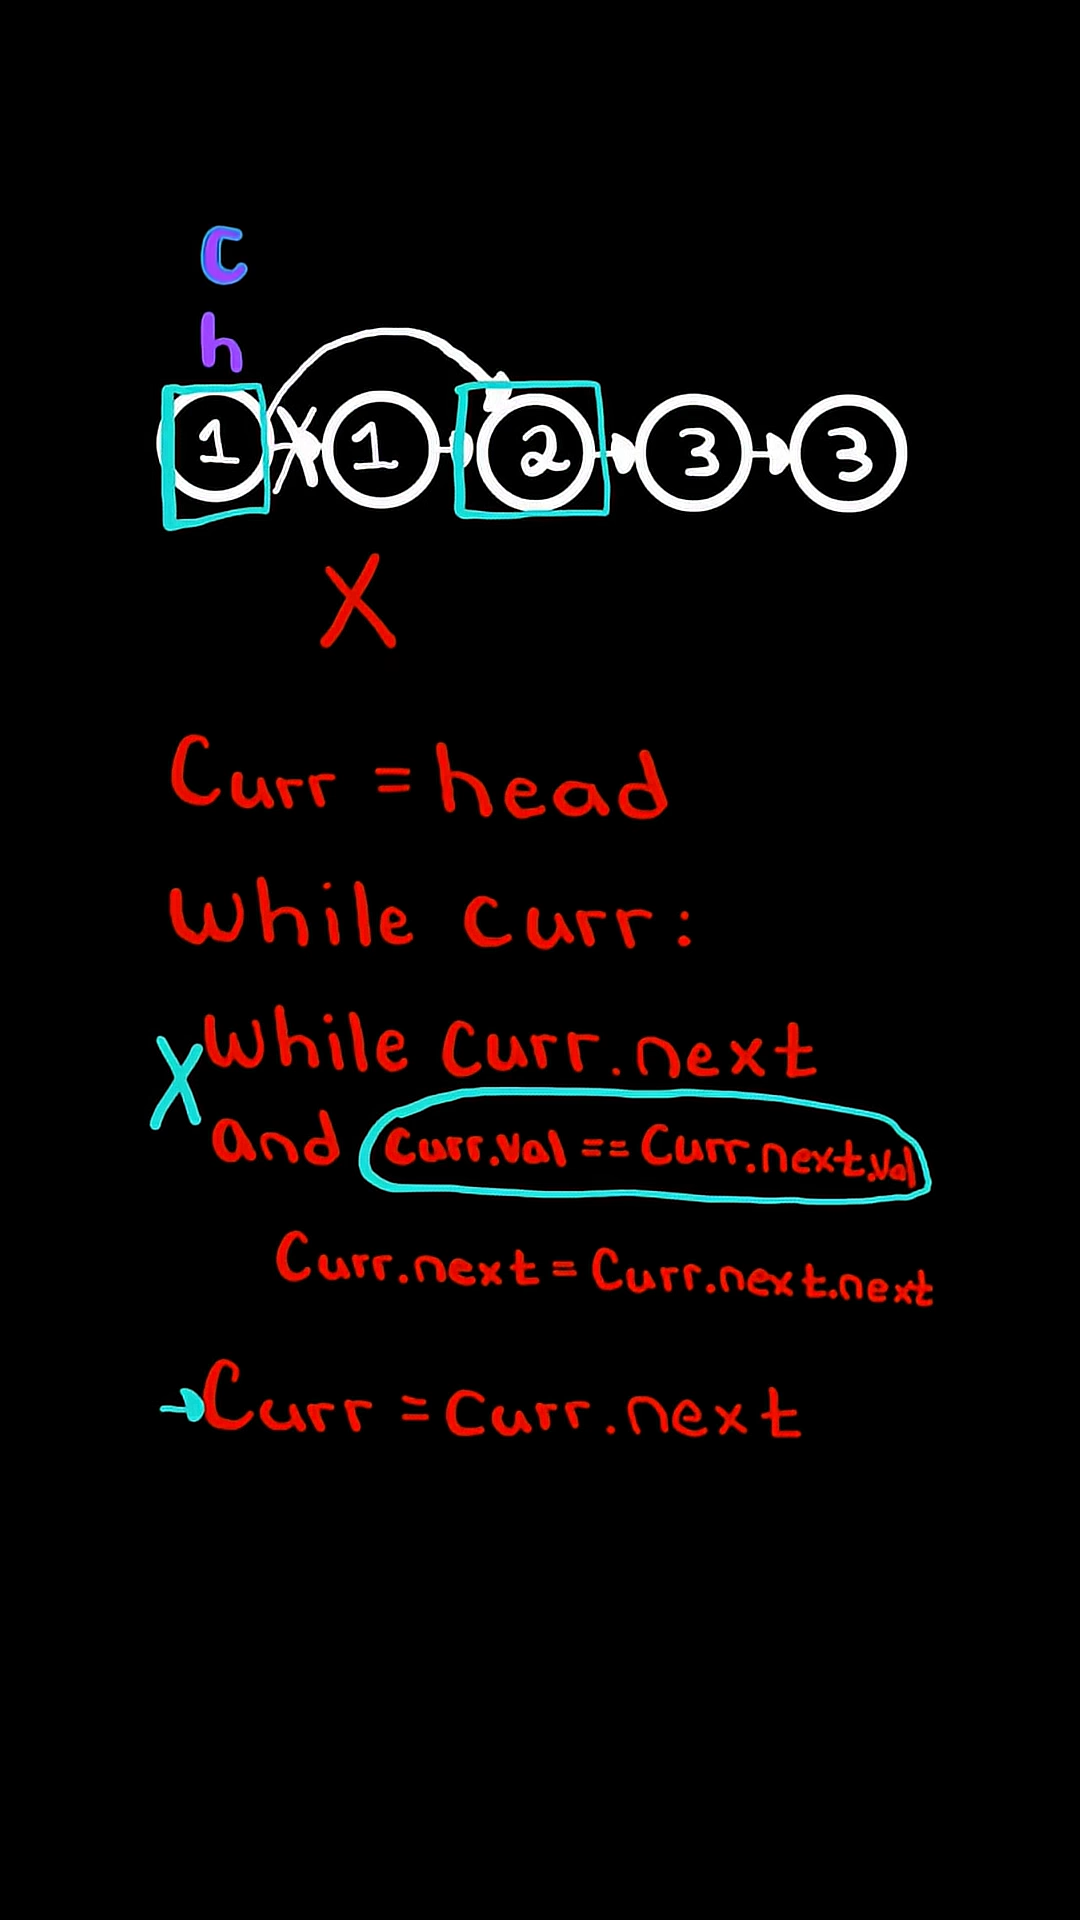 C
h
1 1 2 3 3
X
Curr = head
While curr:
X While Curr.next
and Curr.Val == Curr.next.Val
Curr.next = Curr.next.next
Curr = Curr.next